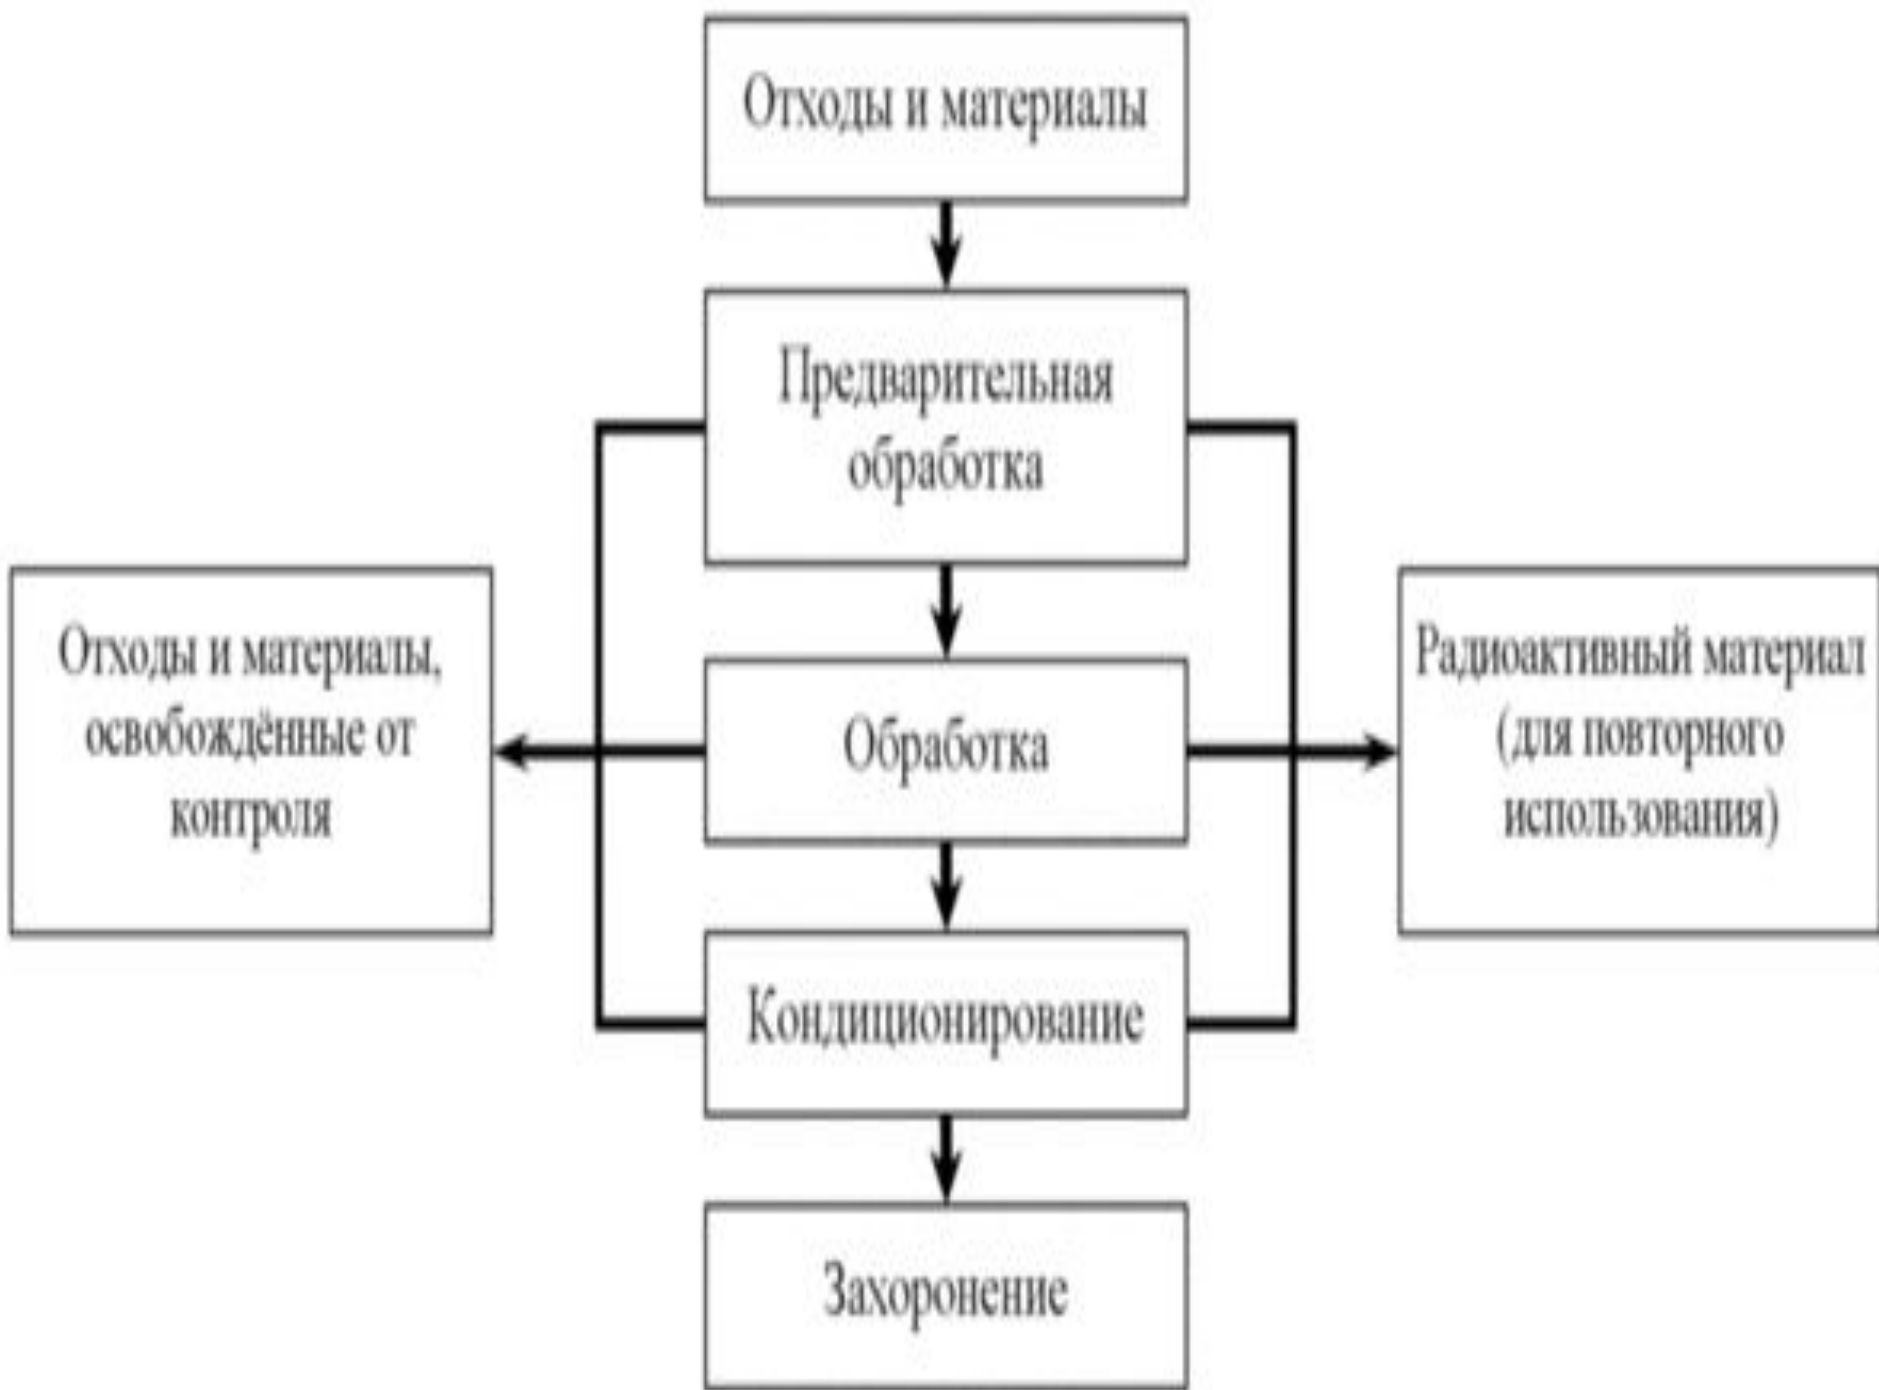 Отходы и материалы
Предварительная
обработка
Отходы и материалы,
освобождённые от
контроля
Обработка
Радиоактивный материал
(для повторного
использования)
Кондиционирование
Захоронение